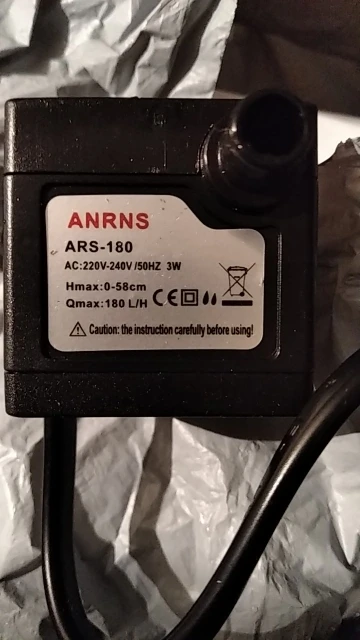 ANRNS
ARS-180
AC:220V-240V/50HZ 3W
Hmax:0-58cm
Qmax:180 L/H CE
Caution: the instruction carefully before using!